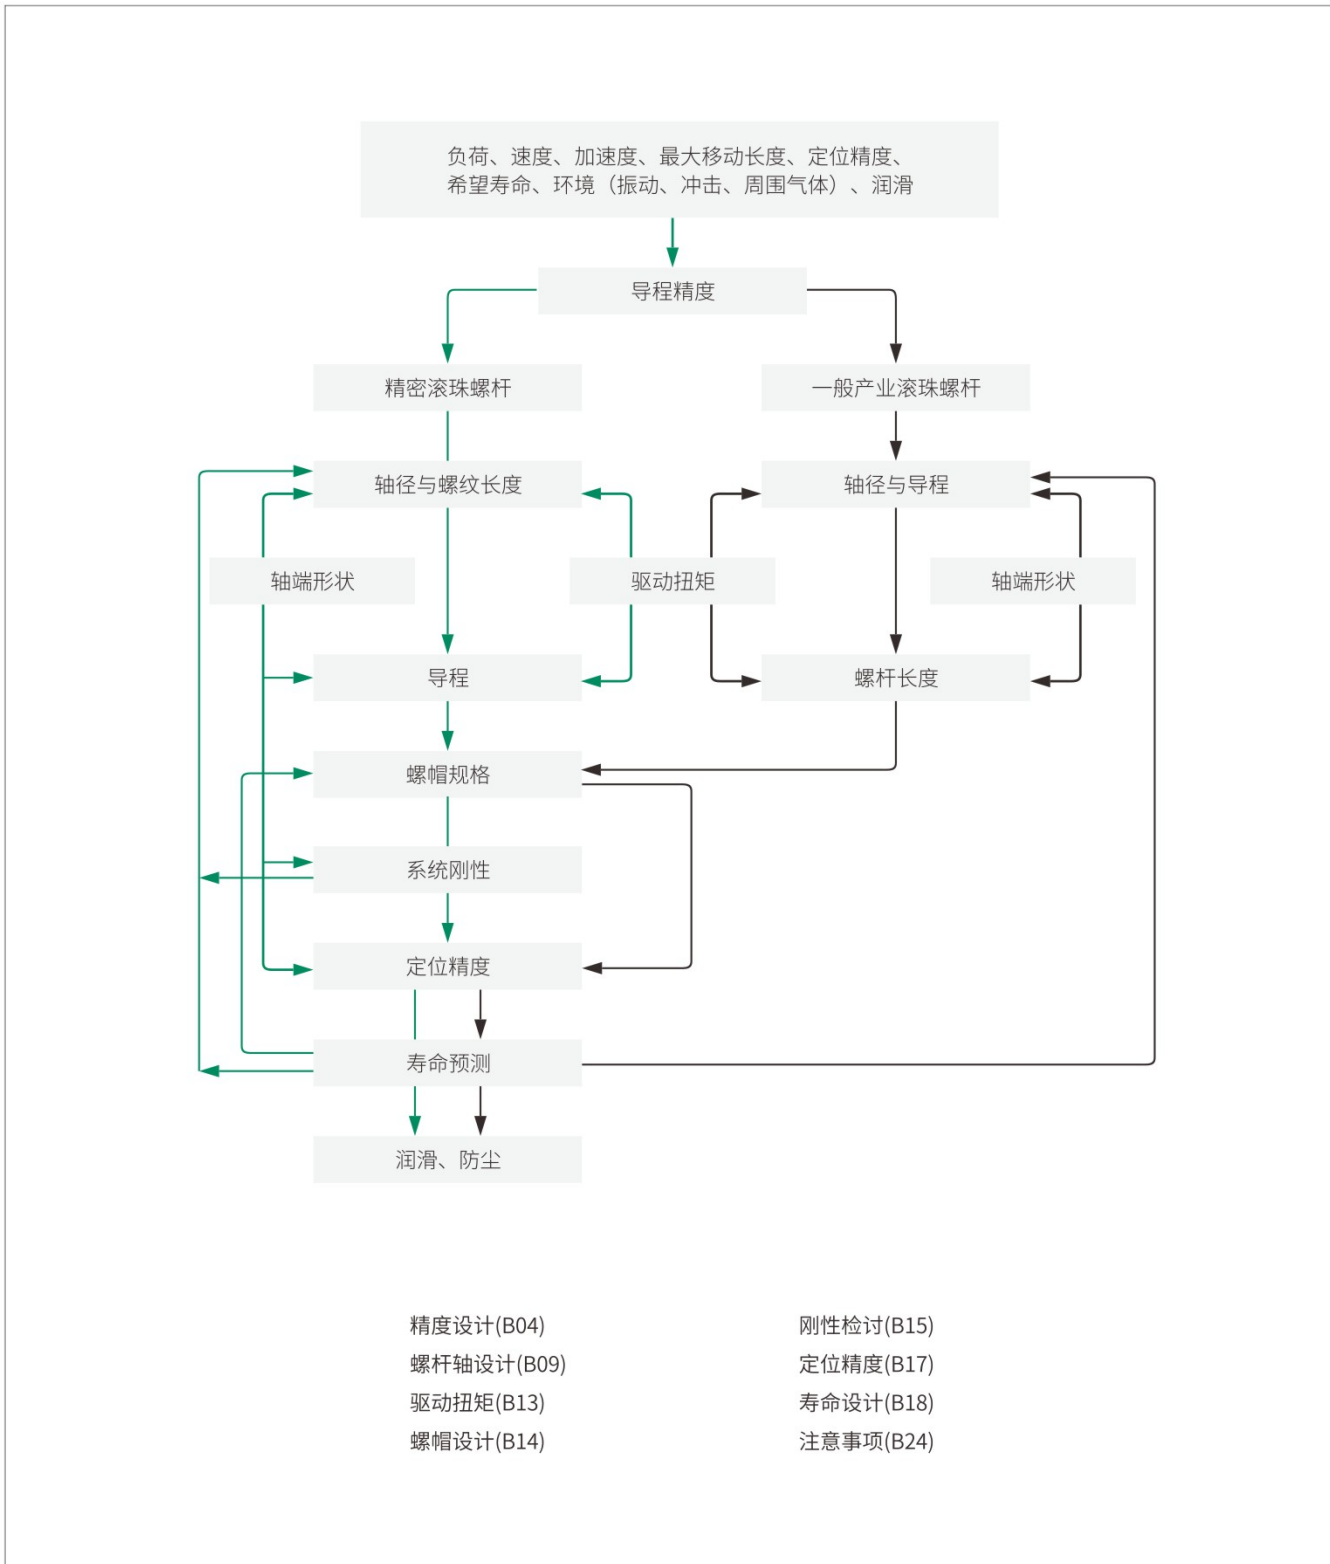 负荷、速度、加速度、最大移动长度、定位精度、
希望寿命、环境（振动、冲击、周围气体）、润滑
导程精度
精密滚珠螺杆
一般产业滚珠螺杆
轴径与螺纹长度
轴径与导程
轴端形状
驱动扭矩
轴端形状
导程
螺杆长度
螺帽规格
系统刚性
定位精度
寿命预测
润滑、防尘
精度设计(B04)
螺杆轴设计(B09)
驱动扭矩(B13)
螺帽设计(B14)
刚性检讨(B15)
定位精度(B17)
寿命设计(B18)
注意事项(B24)